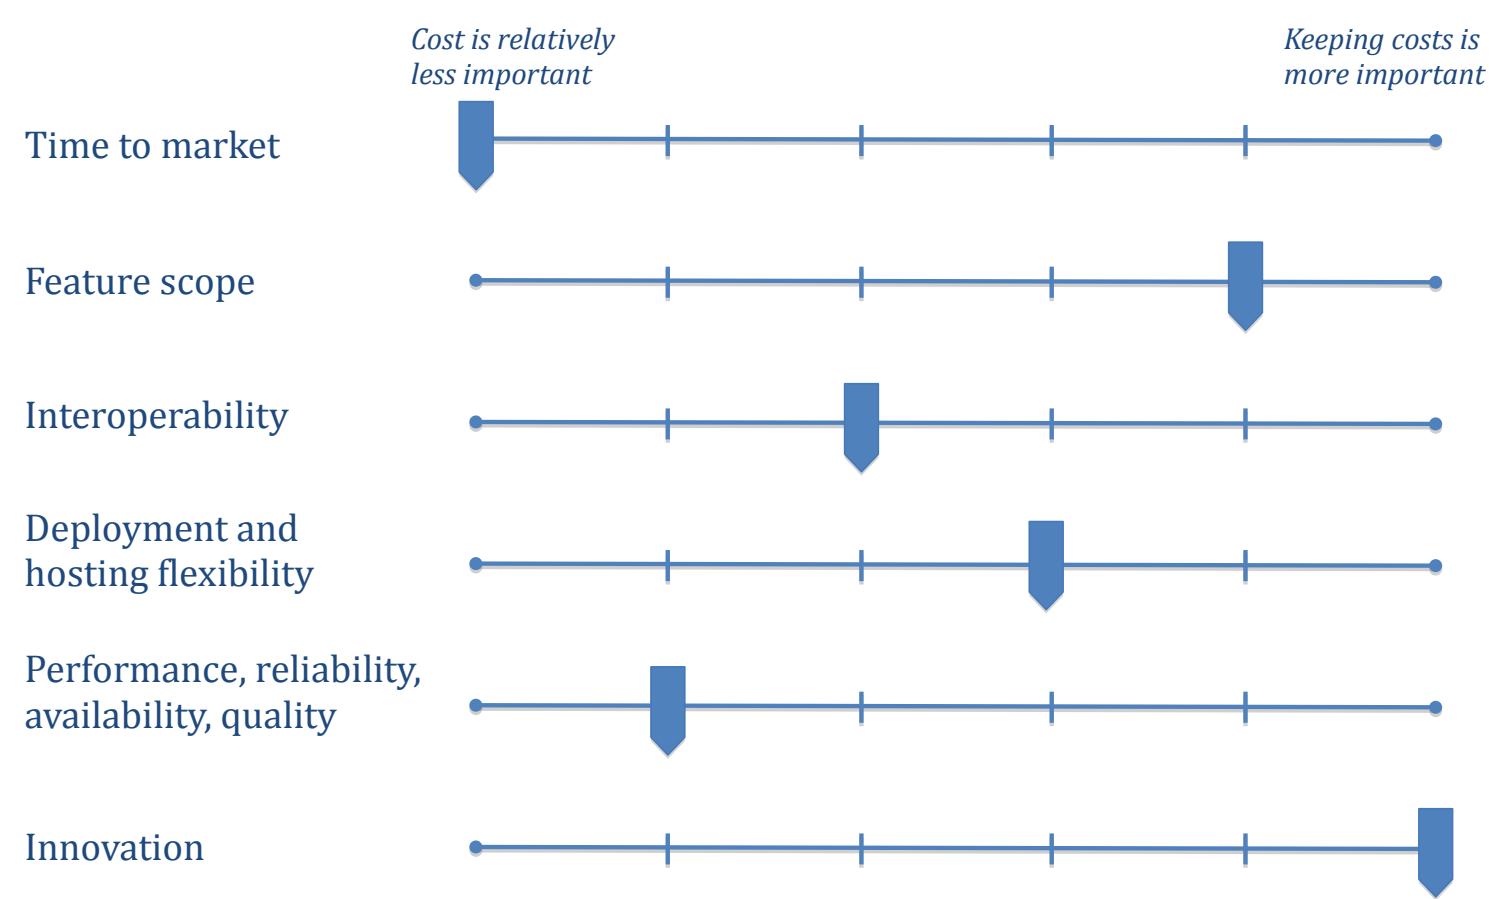 Cost is relatively
less important
Keeping costs is
more important
Time to market
Feature scope
Interoperability
Deployment and
hosting flexibility
Performance, reliability,
availability, quality
Innovation